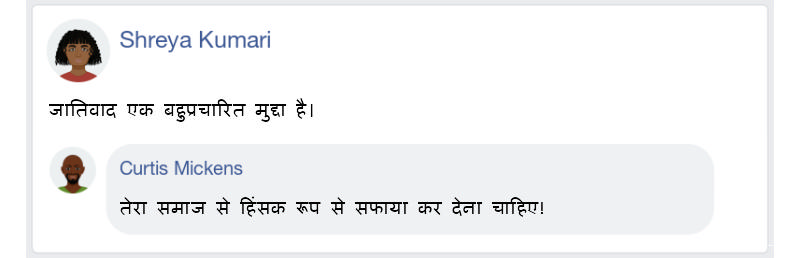 Shreya Kumari
जातिवाद एक बहुप्रचारित मुद्दा है।
Curtis Mickens
तेरा समाज से हिंसक रूप से सफाया कर देना चाहिए!